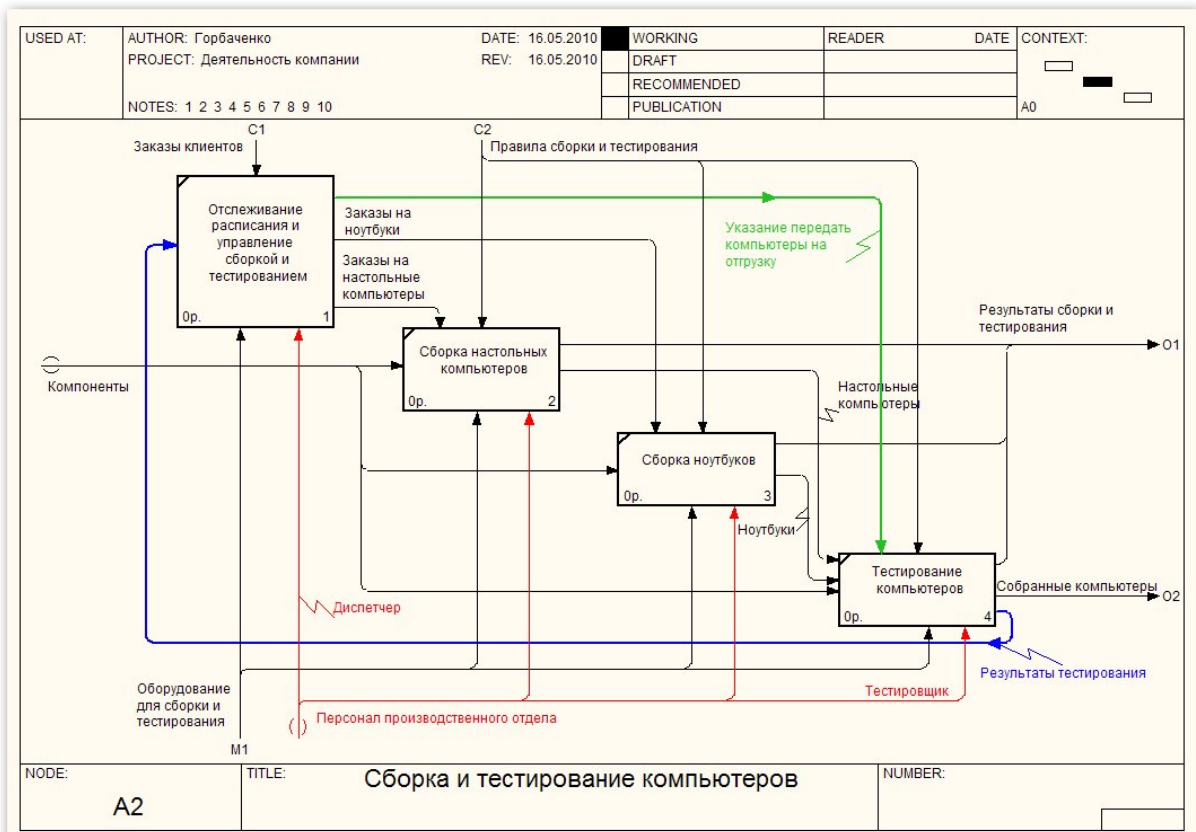 USED AT:
AUTHOR: Горбаченко
DATE: 16.05.2010
WORKING
READER
DATE
CONTEXT:
PROJECT: Деятельность компании
REV: 16.05.2010
DRAFT
RECOMMENDED
NOTES: 1 2 3 4 5 6 7 8 9 10
PUBLICATION
A0
C1
C2
Заказы клиентов
Правила сборки и тестирования
Отслеживание
расписания и
управление
сборкой и
тестированием
0р.
1
Заказы на
ноутбуки
Указание передать
компьютеры на
отгрузку
Заказы на
настольные
компьютеры
Результаты сборки и
тестирования
O1
Сборка настольных
компьютеров
0р.
2
Компоненты
Настольные
компьютеры
Сборка ноутбуков
0р.
3
Ноутбуки
Тестирование
компьютеров
0р.
4
Собранные компьютеры
O2
Диспетчер
Результаты тестирования
Оборудование
для сборки и
тестирования
Тестировщик
Персонал производственного отдела
M1
NODE:
TITLE:
Сборка и тестирование компьютеров
NUMBER:
A2